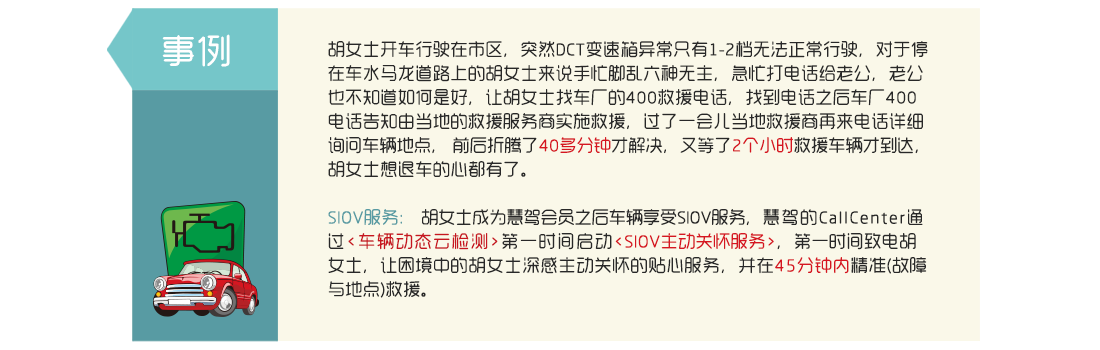 事例
胡女士开车行驶在市区，突然DCT变速箱异常只有1-2档无法正常行驶，对于停
在车水马龙道路上的胡女士来说手忙脚乱六神无主，急忙打电话给老公，老公
也不知道如何是好，让胡女士找车厂的400救援电话，找到电话之后车厂400
电话告知由当地的救援服务商实施救援，过了一会儿当地救援商再来电话详细
询问车辆地点，前后折腾了40多分钟才解决，又等了2个小时救援车辆才到达，
胡女士想退车的心都有了。
SIOV服务： 胡女士成为慧驾会员之后车辆享受SIOV服务，慧驾的CallCenter通
过<车辆动态云检测>第一时间启动<SIOV主动关怀服务>，第一时间致电胡
女士，让困境中的胡女士深感主动关怀的贴心服务，并在45分钟内精准(故障
与地点)救援。